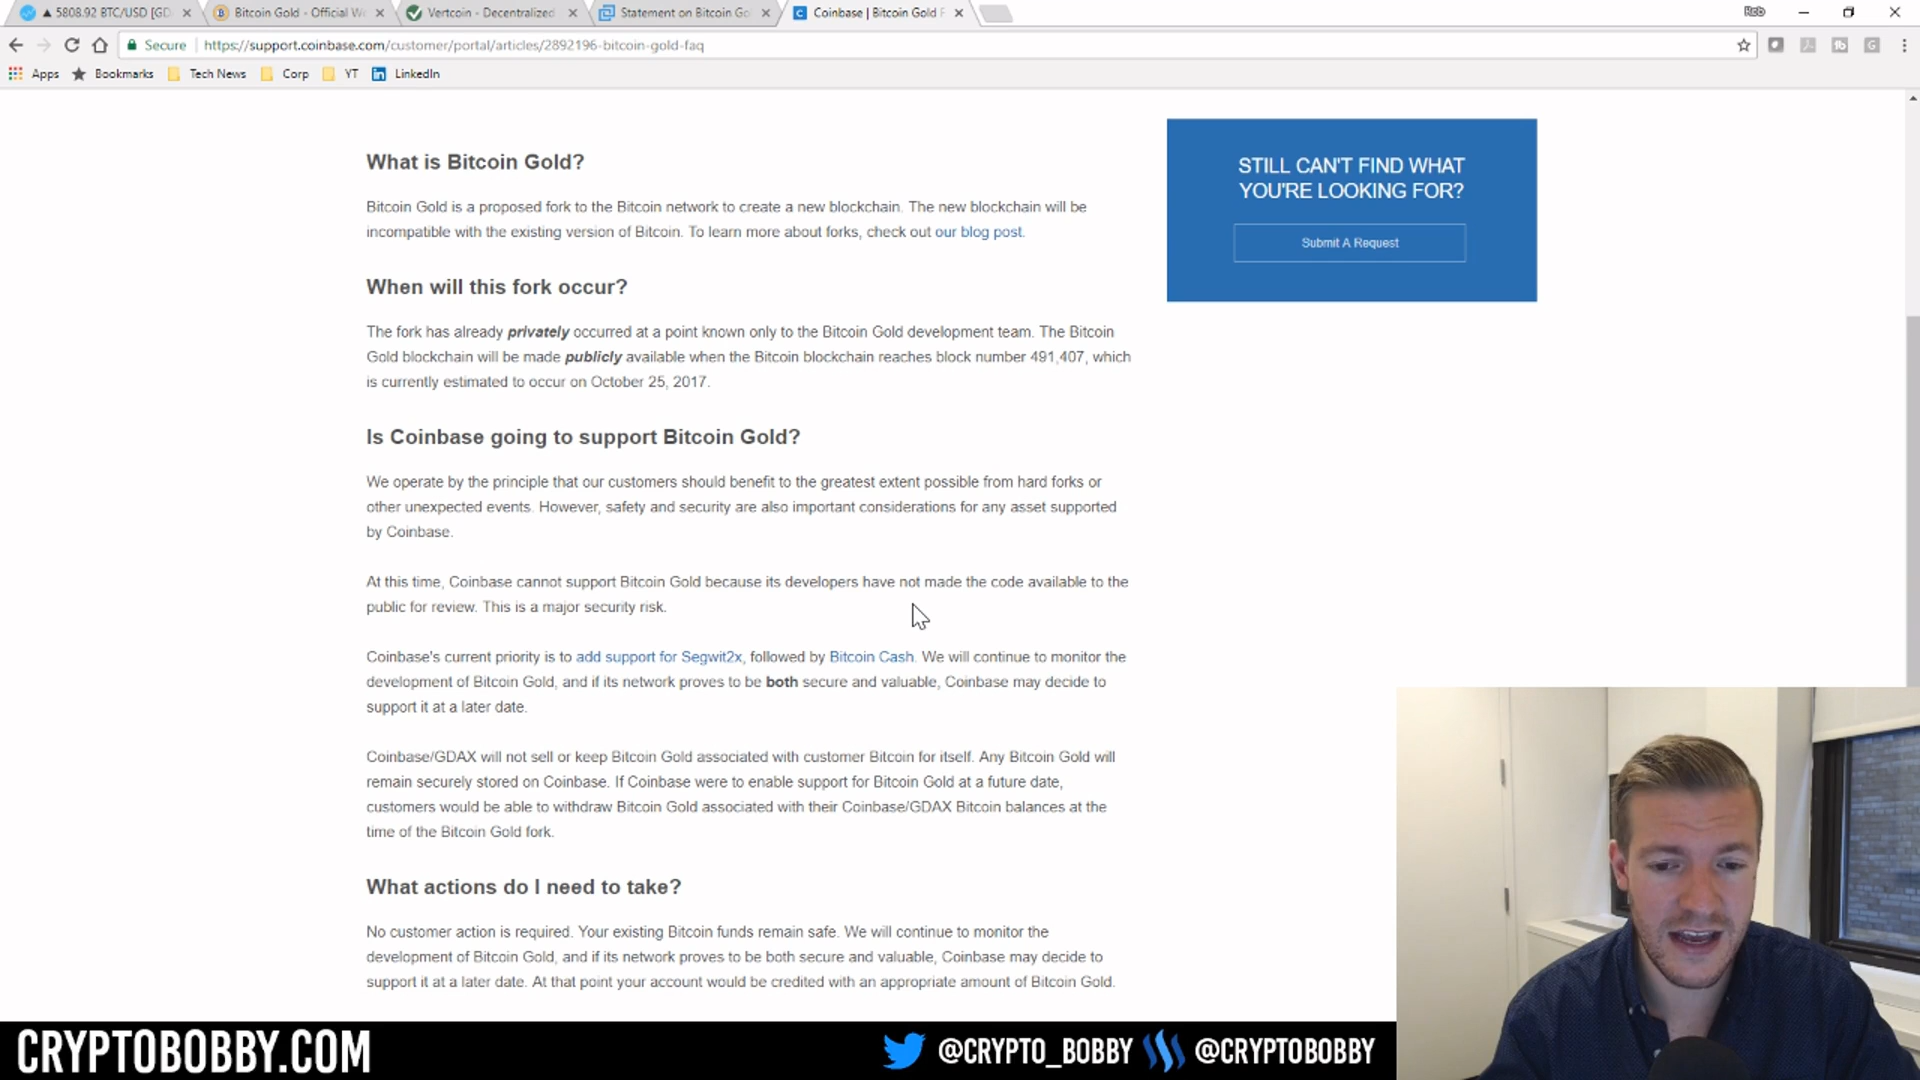 ▲ 5808.92 BTC/USD [GD
Bitcoin Gold - Official W
Vertcoin - Decentralized
Statement on Bitcoin Go
Coinbase | Bitcoin Gold F
Rob
Secure
https://support.coinbase.com/customer/portal/articles/2892196-bitcoin-gold-faq
Apps
Bookmarks
Tech News
Corp
YT
LinkedIn
What is Bitcoin Gold?
Bitcoin Gold is a proposed fork to the Bitcoin network to create a new blockchain. The new blockchain will be
incompatible with the existing version of Bitcoin. To learn more about forks, check out our blog post.
When will this fork occur?
The fork has already privately occurred at a point known only to the Bitcoin Gold development team. The Bitcoin
Gold blockchain will be made publicly available when the Bitcoin blockchain reaches block number 491,407, which
is currently estimated to occur on October 25, 2017.
Is Coinbase going to support Bitcoin Gold?
We operate by the principle that our customers should benefit to the greatest extent possible from hard forks or
other unexpected events. However, safety and security are also important considerations for any asset supported
by Coinbase.
At this time, Coinbase cannot support Bitcoin Gold because its developers have not made the code available to the
public for review. This is a major security risk.
Coinbase's current priority is to add support for Segwit2x, followed by Bitcoin Cash. We will continue to monitor the
development of Bitcoin Gold, and if its network proves to be both secure and valuable, Coinbase may decide to
support it at a later date.
Coinbase/GDAX will not sell or keep Bitcoin Gold associated with customer Bitcoin for itself. Any Bitcoin Gold will
remain securely stored on Coinbase. If Coinbase were to enable support for Bitcoin Gold at a future date,
customers would be able to withdraw Bitcoin Gold associated with their Coinbase/GDAX Bitcoin balances at the
time of the Bitcoin Gold fork.
What actions do I need to take?
No customer action is required. Your existing Bitcoin funds remain safe. We will continue to monitor the
development of Bitcoin Gold, and if its network proves to be both secure and valuable, Coinbase may decide to
support it at a later date. At that point your account would be credited with an appropriate amount of Bitcoin Gold.
STILL CAN'T FIND WHAT
YOU'RE LOOKING FOR?
Submit A Request
CRYPTOBOBBY.COM
@CRYPTO_BOBBY
@CRYPTOBOBBY